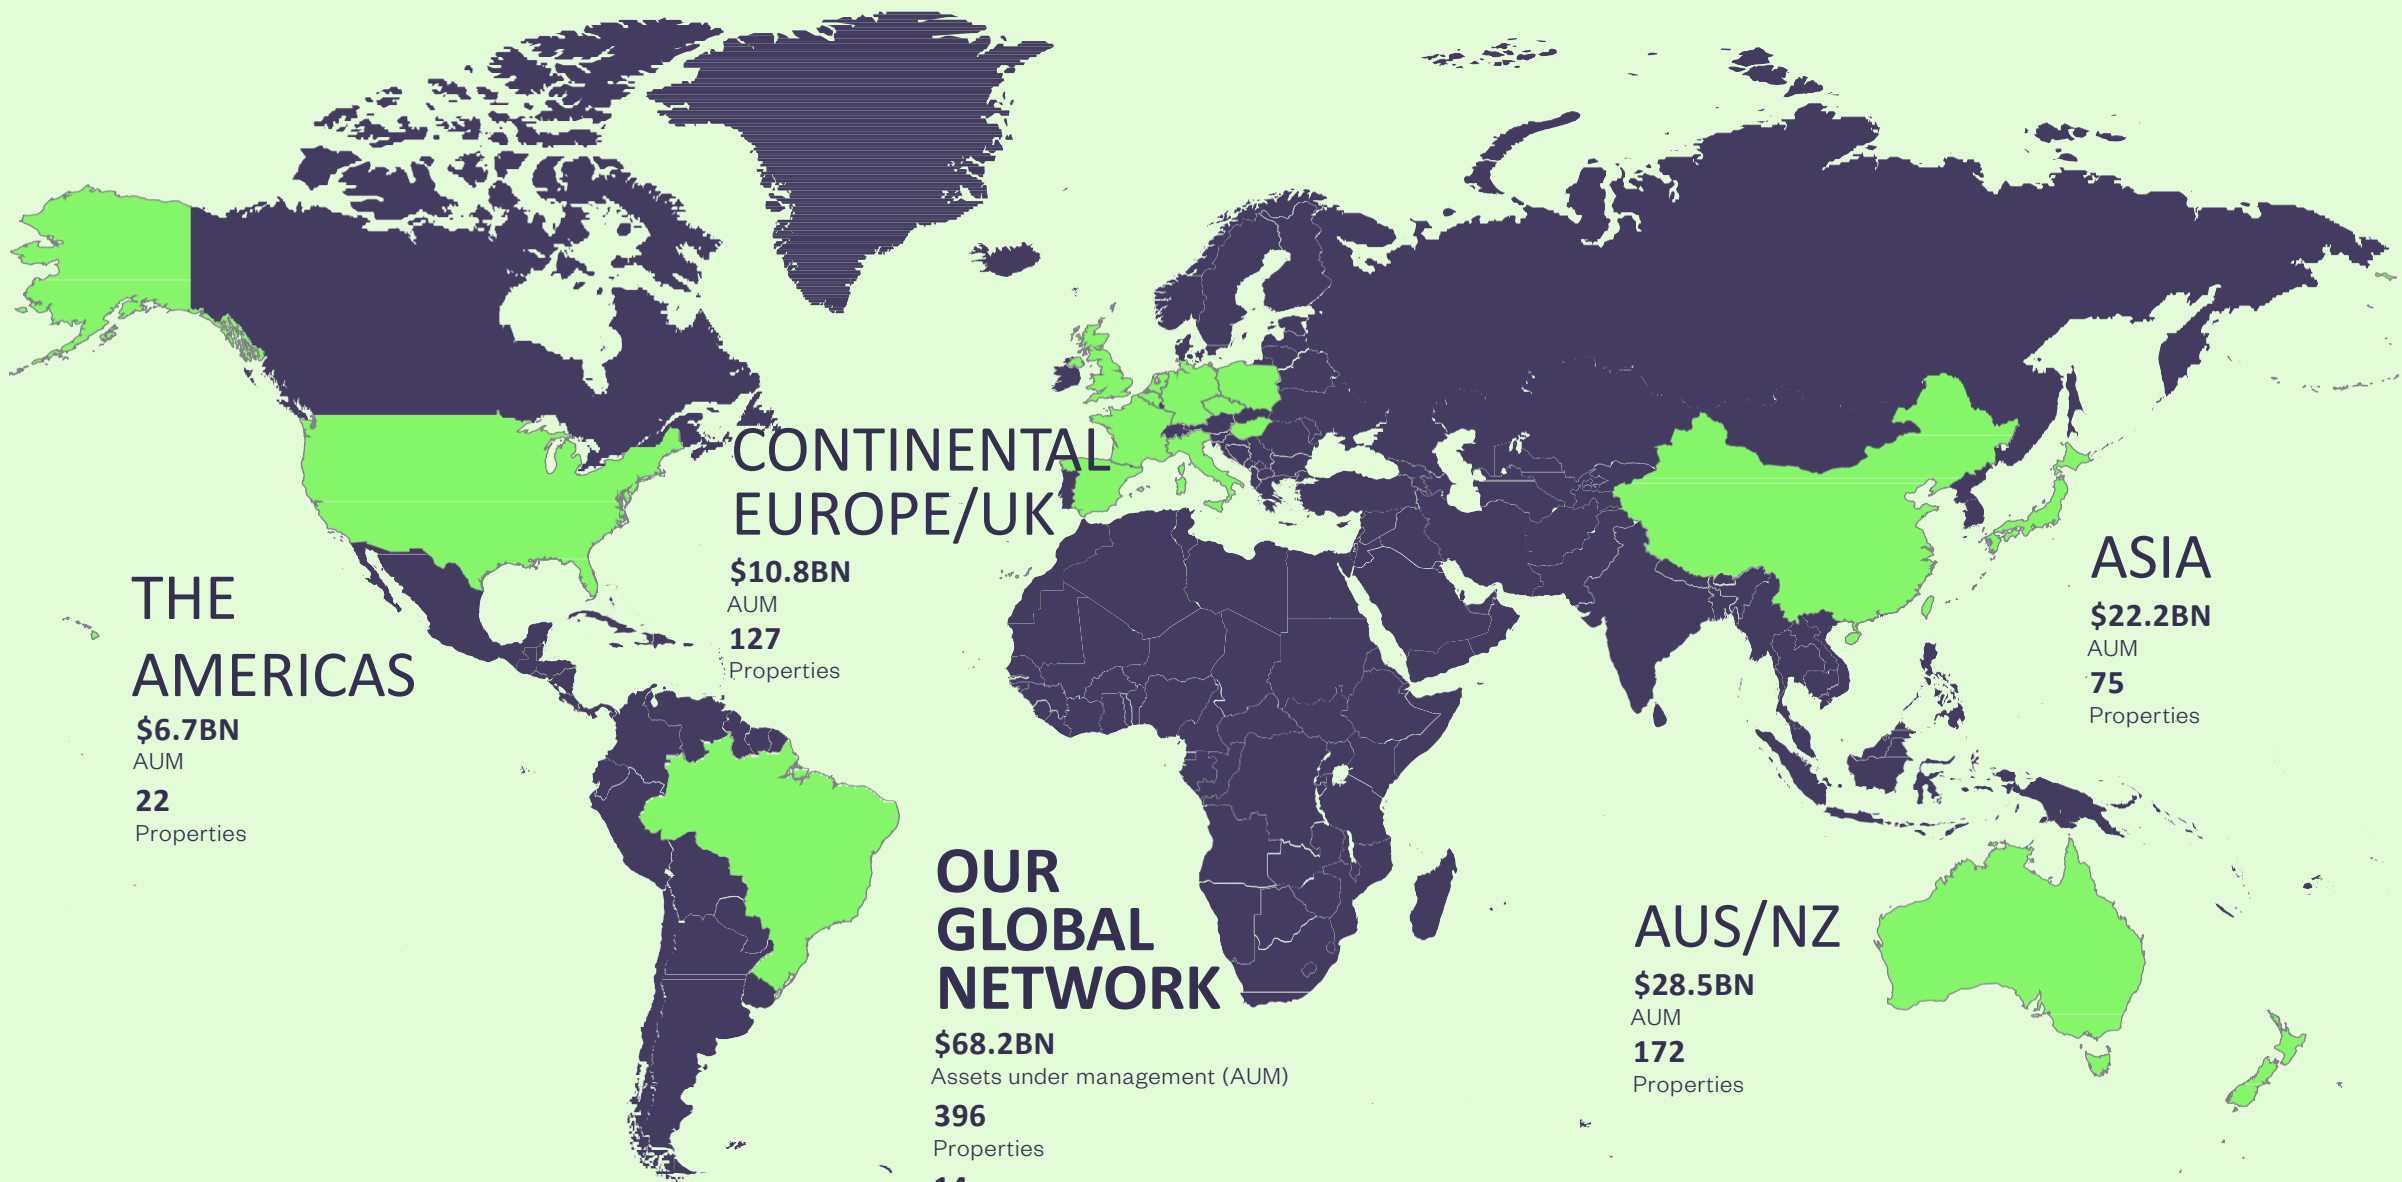 CONTINENTAL
EUROPE/UK
$10.8BN
AUM
127
Properties
THE
AMERICAS
$6.7BN
AUM
22
Properties
ASIA
$22.2BN
AUM
75
Properties
OUR
GLOBAL
NETWORK
$68.2BN
Assets under management (AUM)
396
Properties
AUS/NZ
$28.5BN
AUM
172
Properties